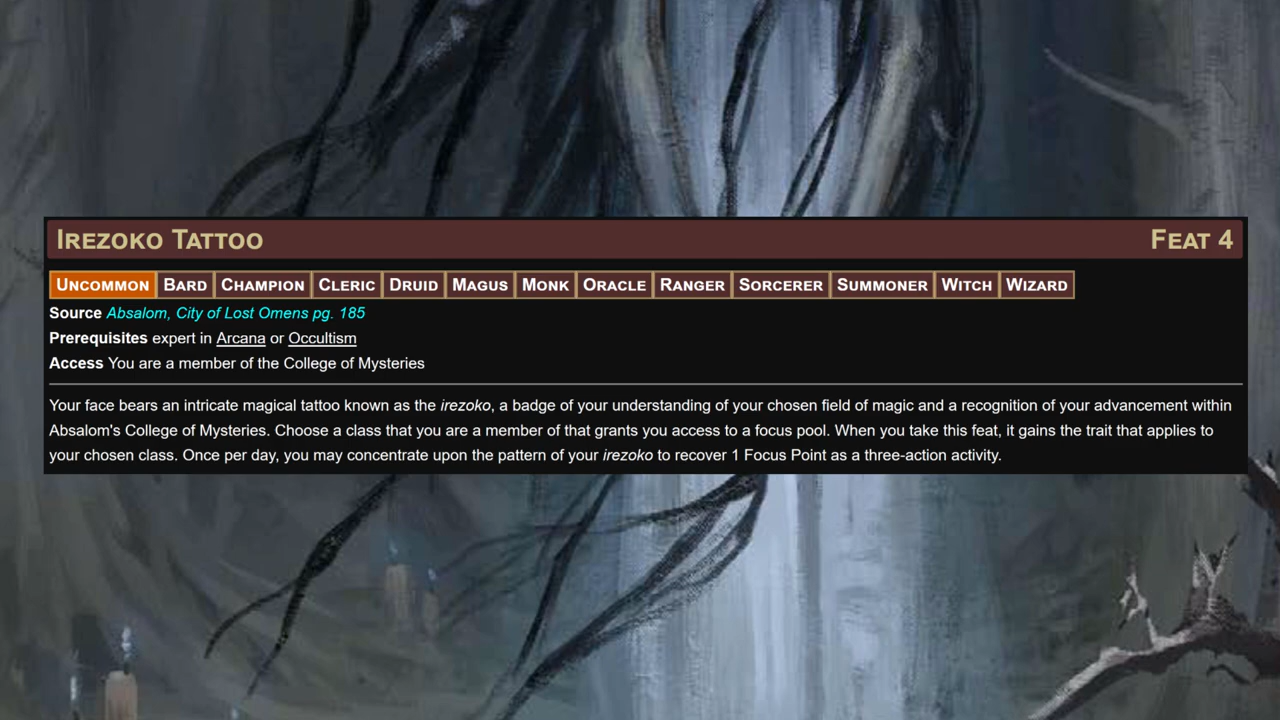 Irezoko Tattoo Feat 4
Uncommon Bard Champion Cleric Druid Magus Monk Oracle Ranger Sorcerer Summoner Witch Wizard
Source Absalom, City of Lost Omens pg. 185
Prerequisites expert in Arcana or Occultism
Access You are a member of the College of Mysteries
Your face bears an intricate magical tattoo known as the irezoko, a badge of your understanding of your chosen field of magic and a recognition of your advancement within
Absalom's College of Mysteries. Choose a class that you are a member of that grants you access to a focus pool. When you take this feat, it gains the trait that applies to
your chosen class. Once per day, you may concentrate upon the pattern of your irezoko to recover 1 Focus Point as a three-action activity.